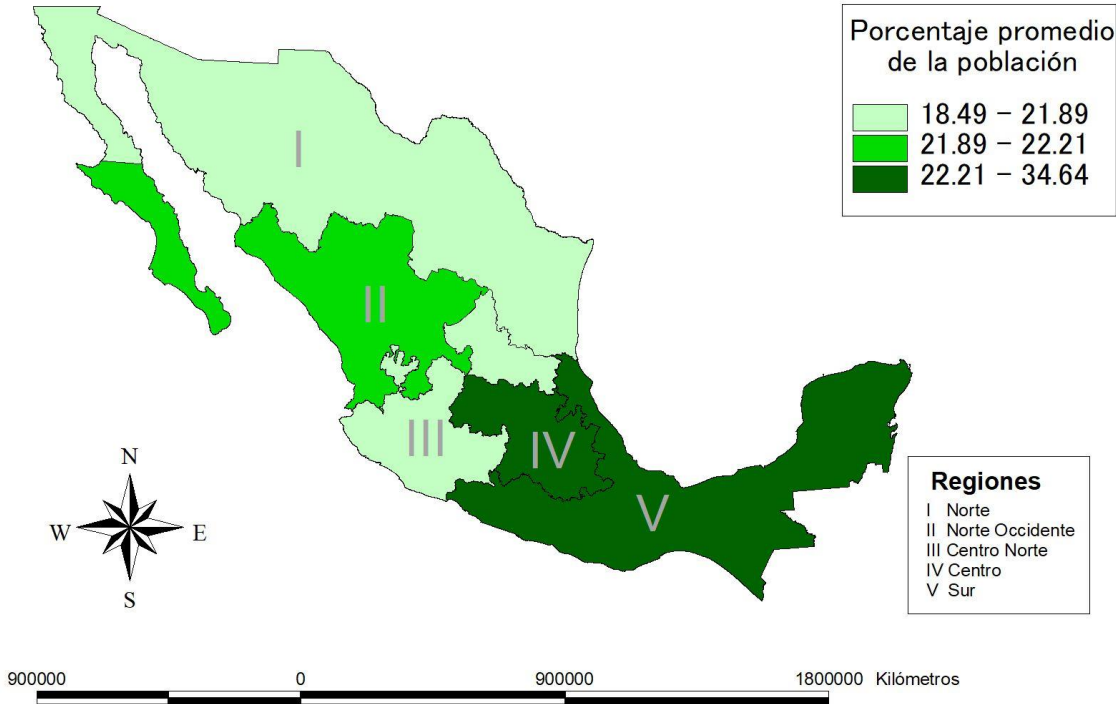 Porcentaje promedio
de la población
18.49 - 21.89
21.89 - 22.21
22.21 - 34.64
I
II
III
IV
V
N
W
E
S
Regiones
I Norte
II Norte Occidente
III Centro Norte
IV Centro
V Sur
900000 0 900000 1800000 Kilómetros